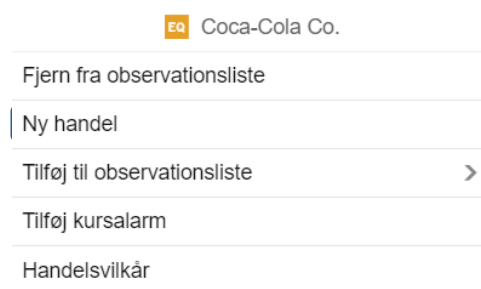 EQ Coca-Cola Co.
Fjern fra observationsliste
Ny handel
Tilføj til observationsliste
Tilføj kursalarm
Handelsvilkår